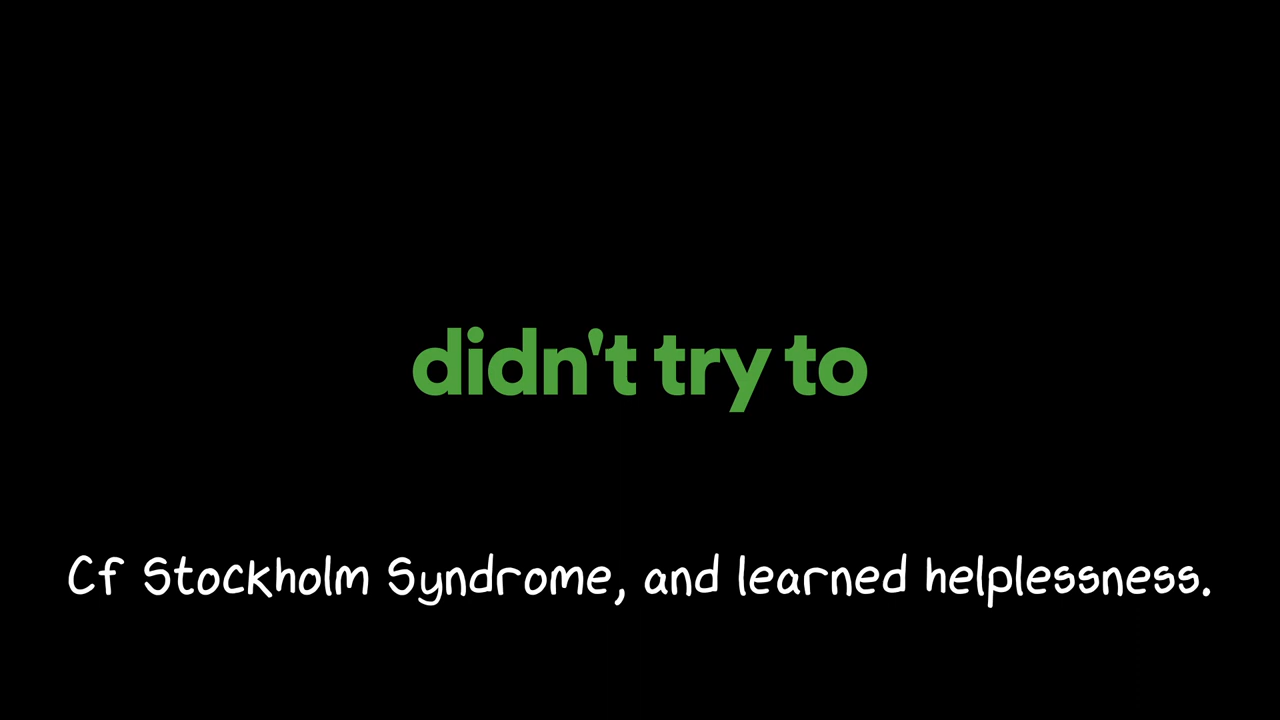 didn't try to
Cf Stockholm Syndrome, and learned helplessness.